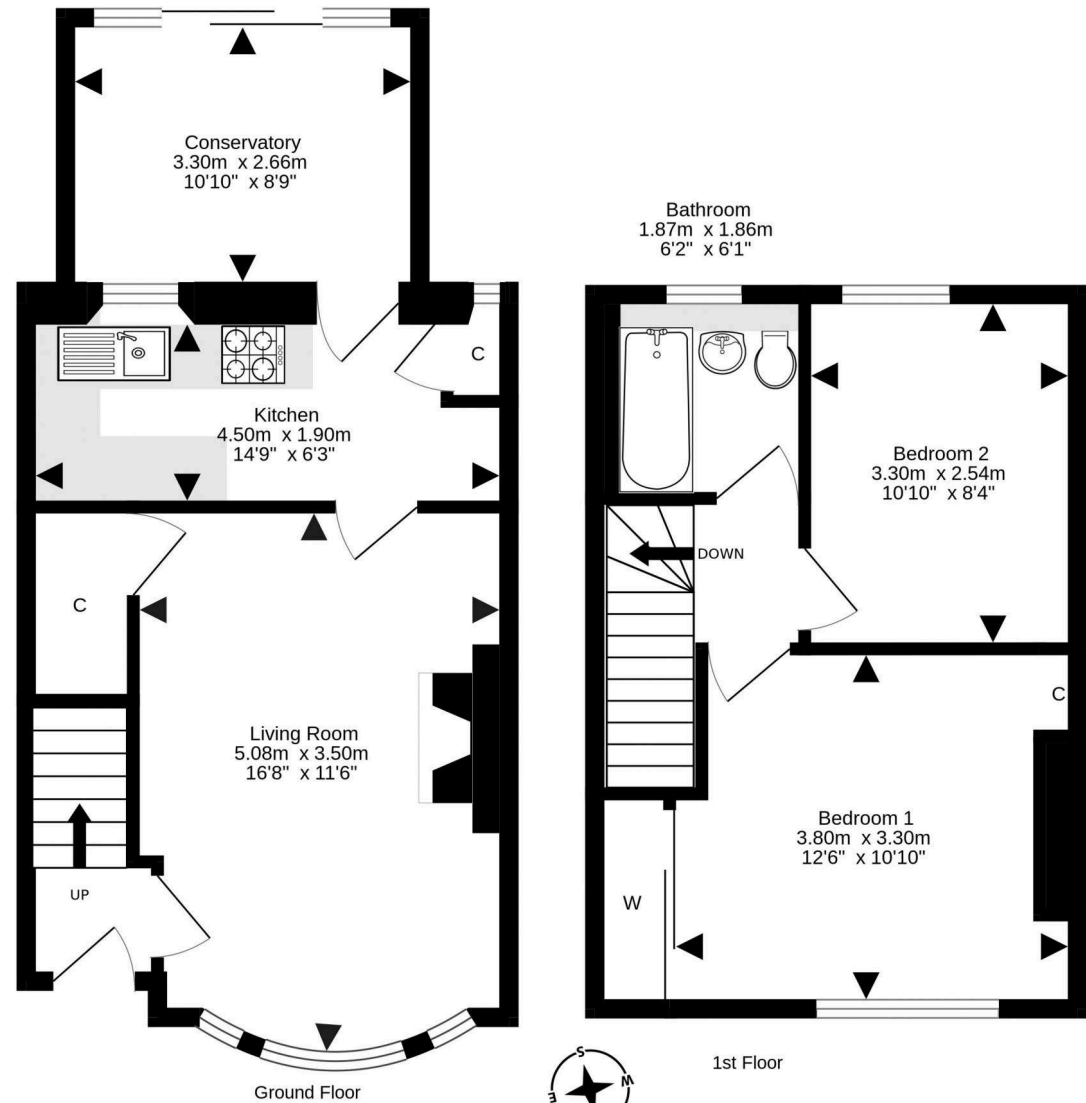 Conservatory
3.30m x 2.66m
10'10" x 8'9"
Bathroom
1.87m x 1.86m
6'2" x 6'1"
C
Kitchen
4.50m x 1.90m
14'9" x 6'3"
Bedroom 2
3.30m x 2.54m
10'10" x 8'4"
DOWN
C
C
Living Room
5.08m x 3.50m
16'8" x 11'6"
Bedroom 1
3.80m x 3.30m
12'6" x 10'10"
UP
W
Ground Floor
1st Floor
S
W
E